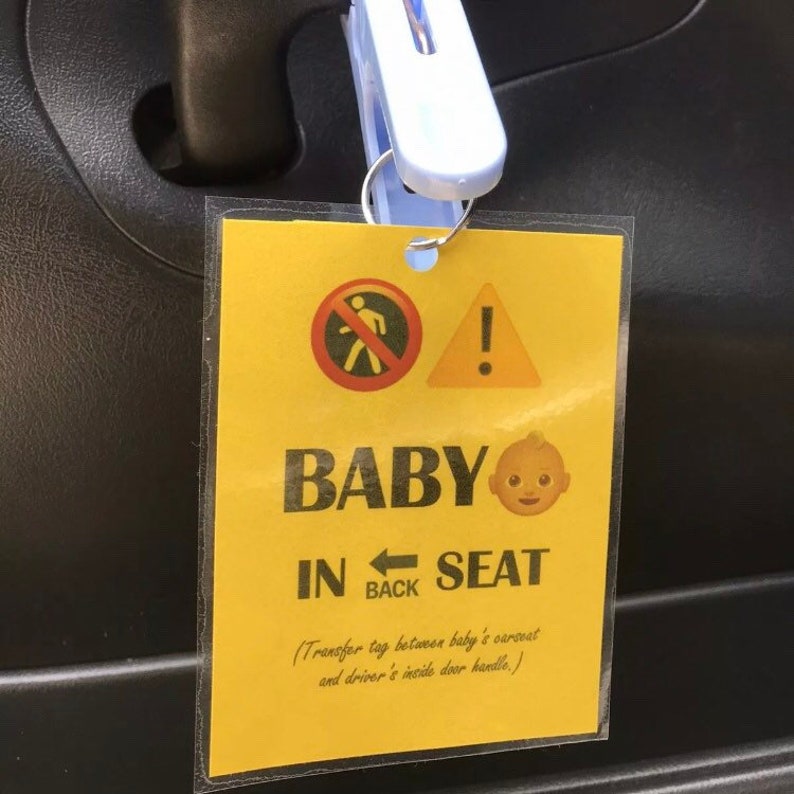 BABY
IN BACK SEAT
(Transfer tag between baby's carseat
and driver's inside door handle.)